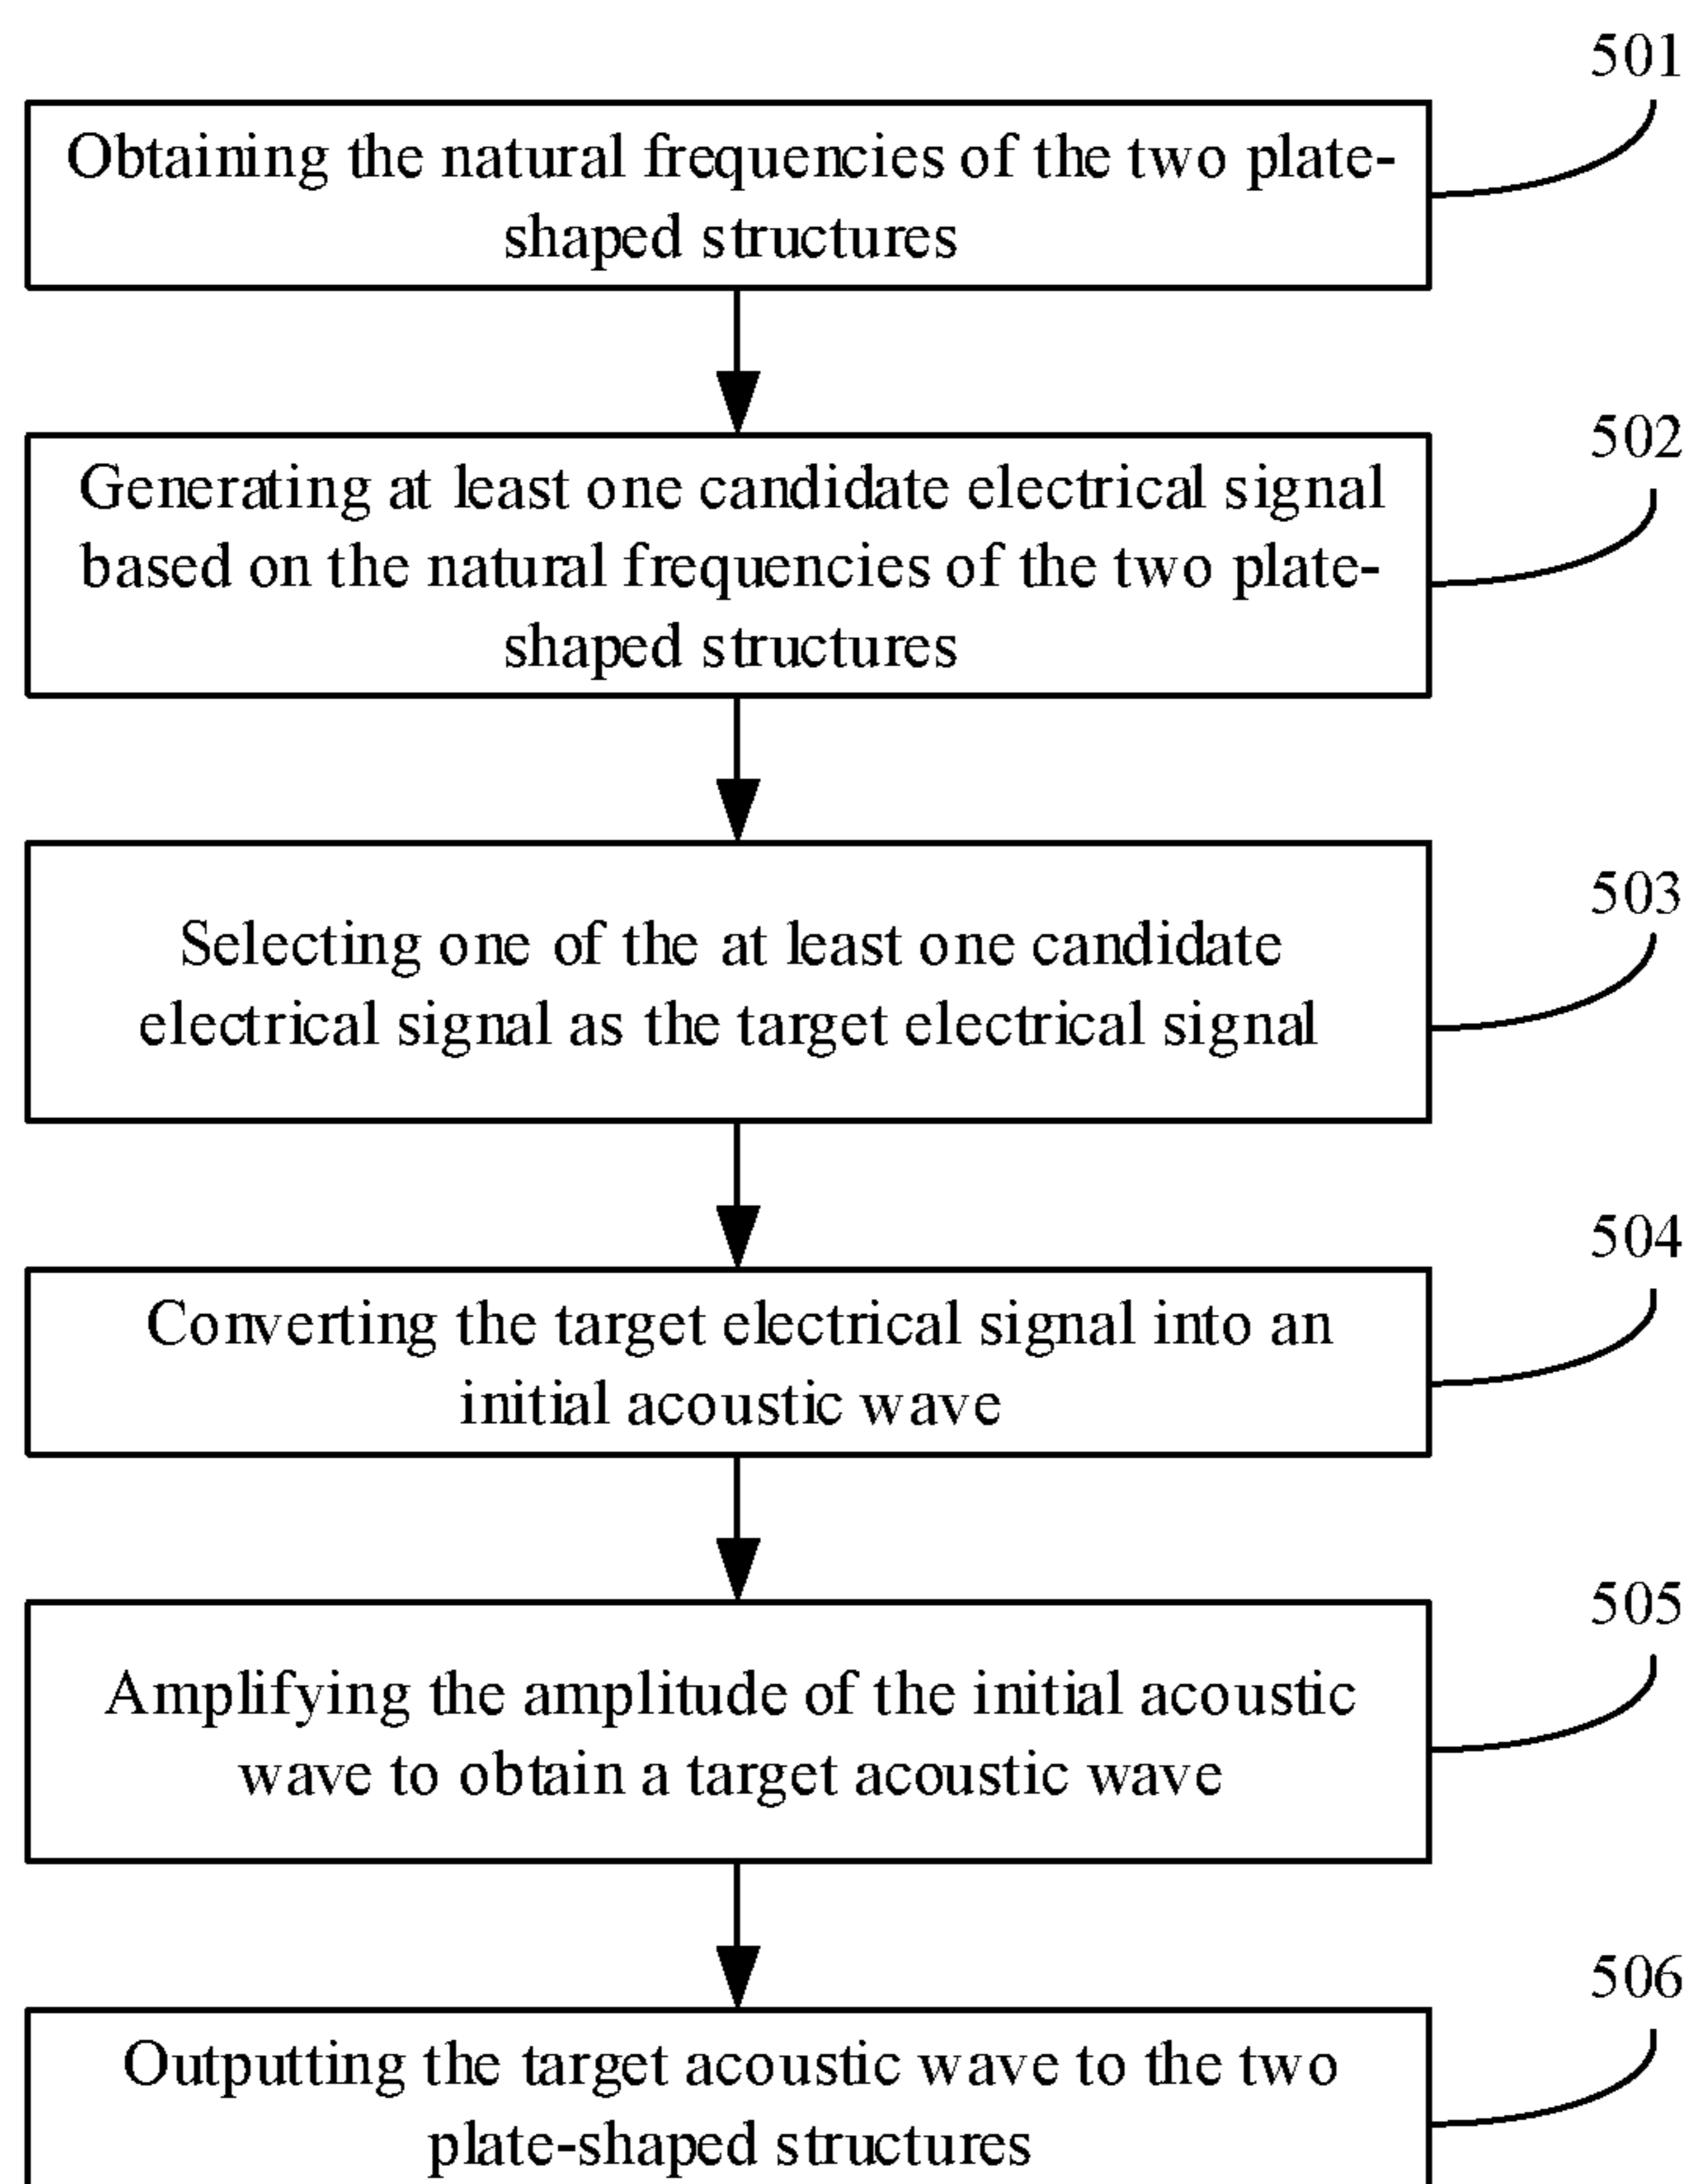 501
Obtaining the natural frequencies of the two plate-
shaped structures
502
Generating at least one candidate electrical signal
based on the natural frequencies of the two plate-
shaped structures
503
Selecting one of the at least one candidate
electrical signal as the target electrical signal
504
Converting the target electrical signal into an
initial acoustic wave
505
Amplifying the amplitude of the initial acoustic
wave to obtain a target acoustic wave
506
Outputting the target acoustic wave to the two
plate-shaped structures